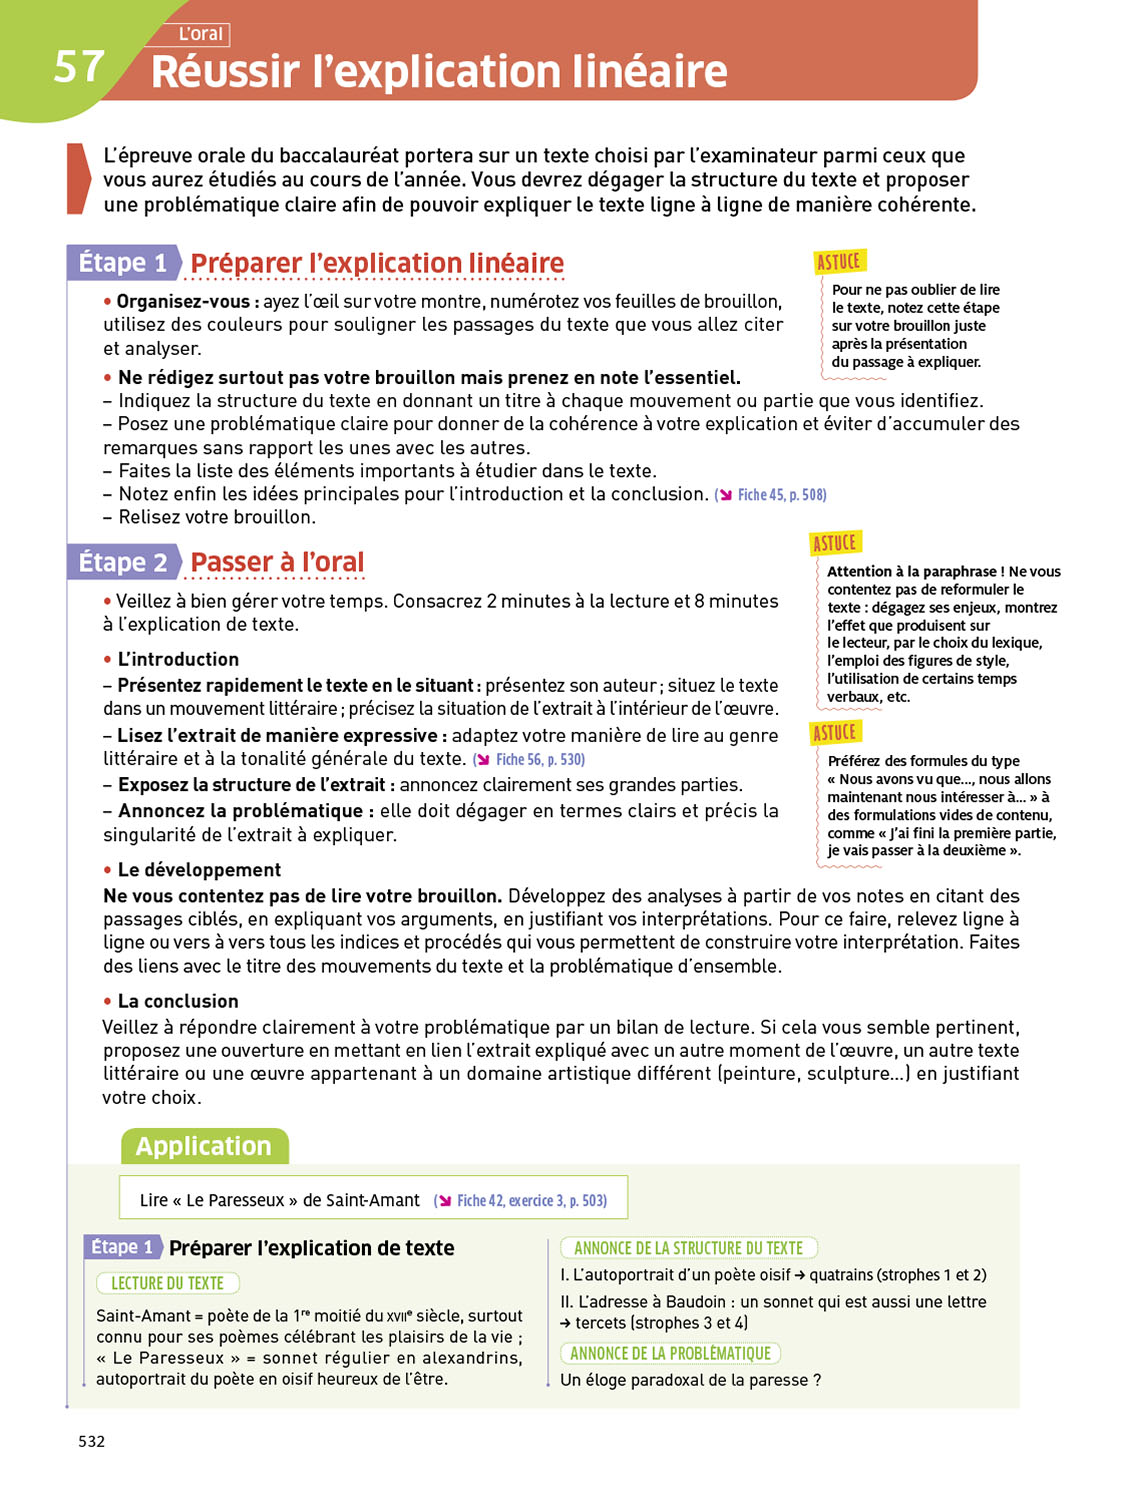 L'oral
57
Réussir l'explication linéaire
L'épreuve orale du baccalauréat portera sur un texte choisi par l'examinateur parmi ceux que
vous aurez étudiés au cours de l'année. Vous devrez dégager la structure du texte et proposer
une problématique claire afin de pouvoir expliquer le texte ligne à ligne de manière cohérente.
Étape 1 Préparer l'explication linéaire
• Organisez-vous : ayez l'œil sur votre montre, numérotez vos feuilles de brouillon,
utilisez des couleurs pour souligner les passages du texte que vous allez citer
et analyser.
ASTUCE
Pour ne pas oublier de lire
le texte, notez cette étape
sur votre brouillon juste
après la présentation
du passage à expliquer.
• Ne rédigez surtout pas votre brouillon mais prenez en note l'essentiel.
– Indiquez la structure du texte en donnant un titre à chaque mouvement ou partie que vous identifiez.
– Posez une problématique claire pour donner de la cohérence à votre explication et éviter d'accumuler des
remarques sans rapport les unes avec les autres.
– Faites la liste des éléments importants à étudier dans le texte.
– Notez enfin les idées principales pour l'introduction et la conclusion. (↘ Fiche 45, p. 508)
– Relisez votre brouillon.
Étape 2 Passer à l'oral
• Veillez à bien gérer votre temps. Consacrez 2 minutes à la lecture et 8 minutes
à l'explication de texte.
• L'introduction
– Présentez rapidement le texte en le situant : présentez son auteur ; situez le texte
dans un mouvement littéraire ; précisez la situation de l'extrait à l'intérieur de l'œuvre.
– Lisez l'extrait de manière expressive : adaptez votre manière de lire au genre
littéraire et à la tonalité générale du texte. (↘ Fiche 56, p. 530)
– Exposez la structure de l'extrait : annoncez clairement ses grandes parties.
– Annoncez la problématique : elle doit dégager en termes clairs et précis la
singularité de l'extrait à expliquer.
ASTUCE
Attention à la paraphrase ! Ne vous
contentez pas de reformuler le
texte : dégagez ses enjeux, montrez
l'effet que produisent sur
le lecteur, par le choix du lexique,
l'emploi des figures de style,
l'utilisation de certains temps
verbaux, etc.
ASTUCE
Préférez des formules du type
« Nous avons vu que..., nous allons
maintenant nous intéresser à... » à
des formulations vides de contenu,
comme « J'ai fini la première partie,
je vais passer à la deuxième ».
• Le développement
Ne vous contentez pas de lire votre brouillon. Développez des analyses à partir de vos notes en citant des
passages ciblés, en expliquant vos arguments, en justifiant vos interprétations. Pour ce faire, relevez ligne à
ligne ou vers à vers tous les indices et procédés qui vous permettent de construire votre interprétation. Faites
des liens avec le titre des mouvements du texte et la problématique d'ensemble.
• La conclusion
Veillez à répondre clairement à votre problématique par un bilan de lecture. Si cela vous semble pertinent,
proposez une ouverture en mettant en lien l'extrait expliqué avec un autre moment de l'œuvre, un autre texte
littéraire ou une œuvre appartenant à un domaine artistique différent (peinture, sculpture...) en justifiant
votre choix.
Application
Lire « Le Paresseux » de Saint-Amant (↘ Fiche 42, exercice 3, p. 503)
Étape 1 Préparer l'explication de texte
LECTURE DU TEXTE
Saint-Amant = poète de la 1re moitié du XVIIe siècle, surtout
connu pour ses poèmes célébrant les plaisirs de la vie ;
« Le Paresseux » = sonnet régulier en alexandrins,
autoportrait du poète en oisif heureux de l'être.
ANNONCE DE LA STRUCTURE DU TEXTE
I. L'autoportrait d'un poète oisif → quatrains (strophes 1 et 2)
II. L'adresse à Baudoin : un sonnet qui est aussi une lettre
→ tercets (strophes 3 et 4)
ANNONCE DE LA PROBLÉMATIQUE
Un éloge paradoxal de la paresse ?
532